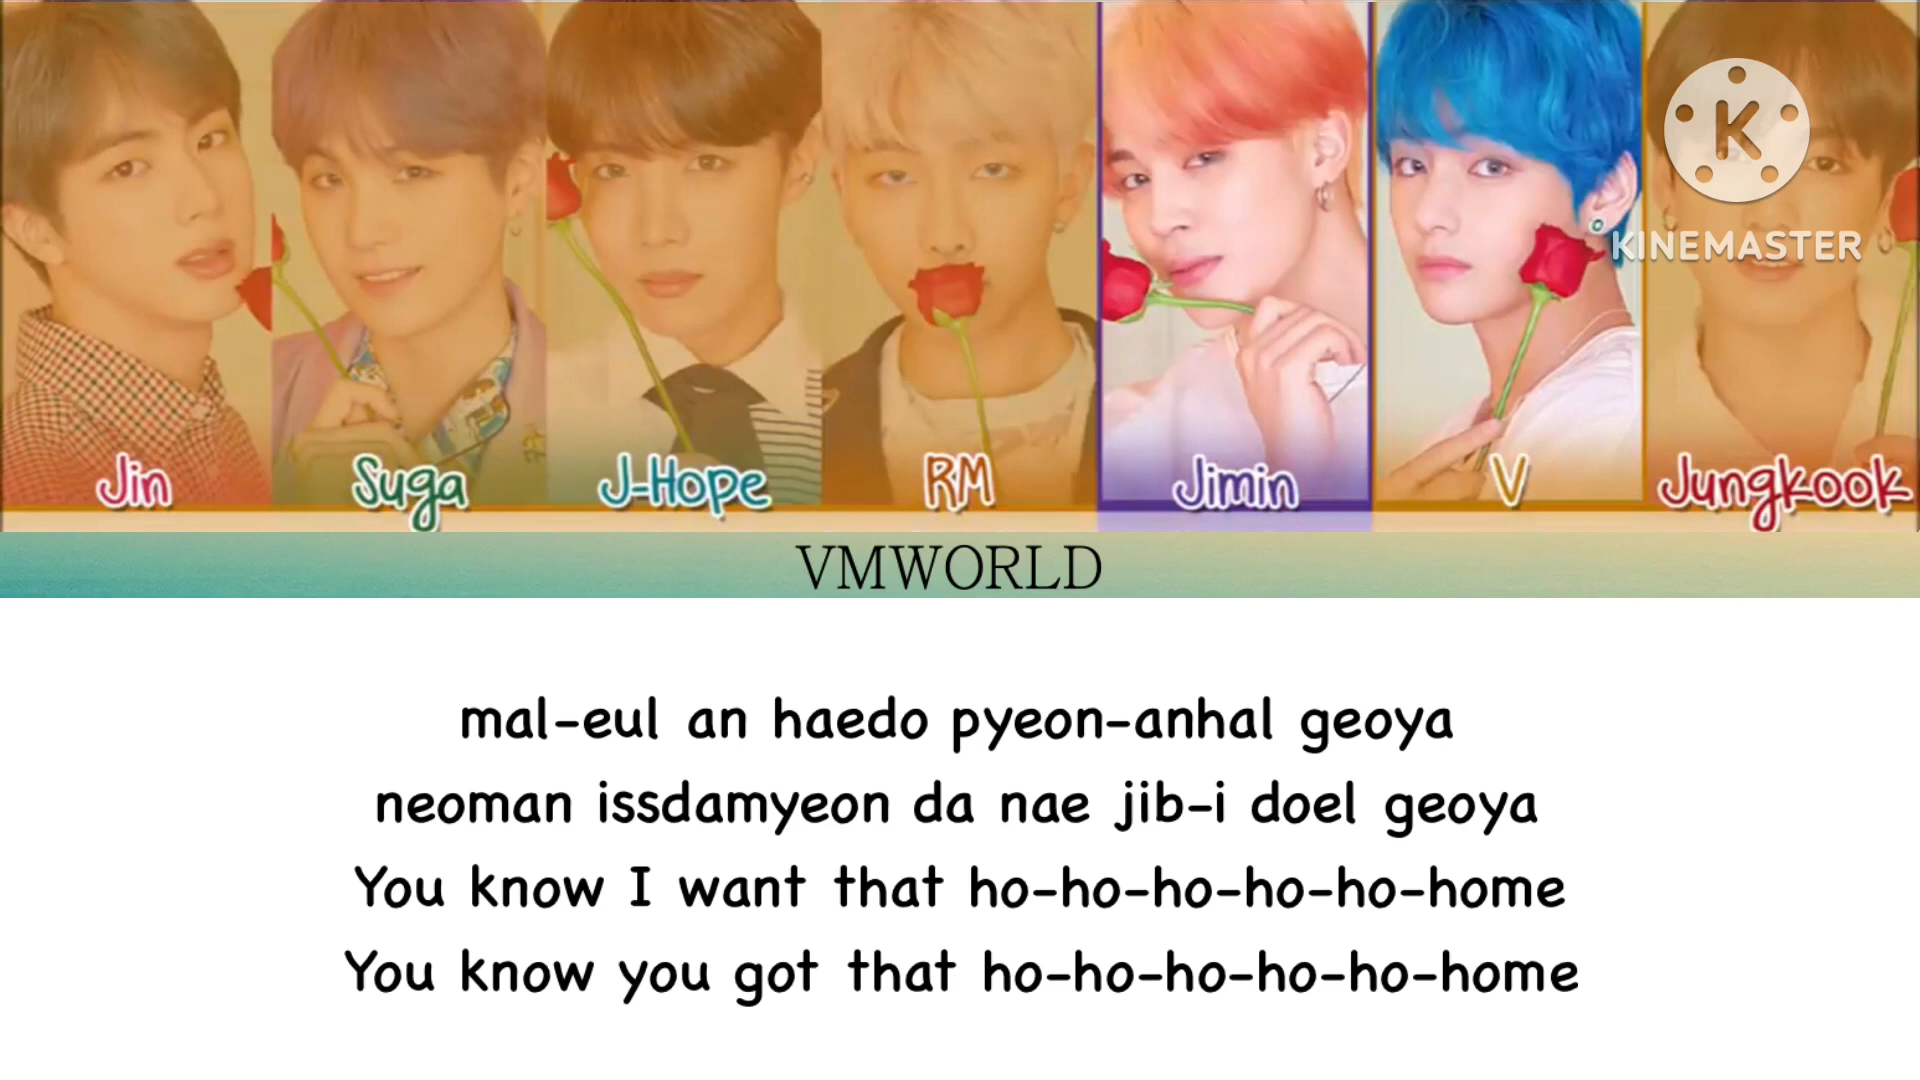 K
KINEMASTER
Jin
Suga
J-Hope
RM
Jimin
V
Jungkook
VMWORLD
mal-eul an haedo pyeon-anhal geoya
neoman issdamyeon da nae jib-i doel geoya
You know I want that ho-ho-ho-ho-ho-home
You know you got that ho-ho-ho-ho-ho-home